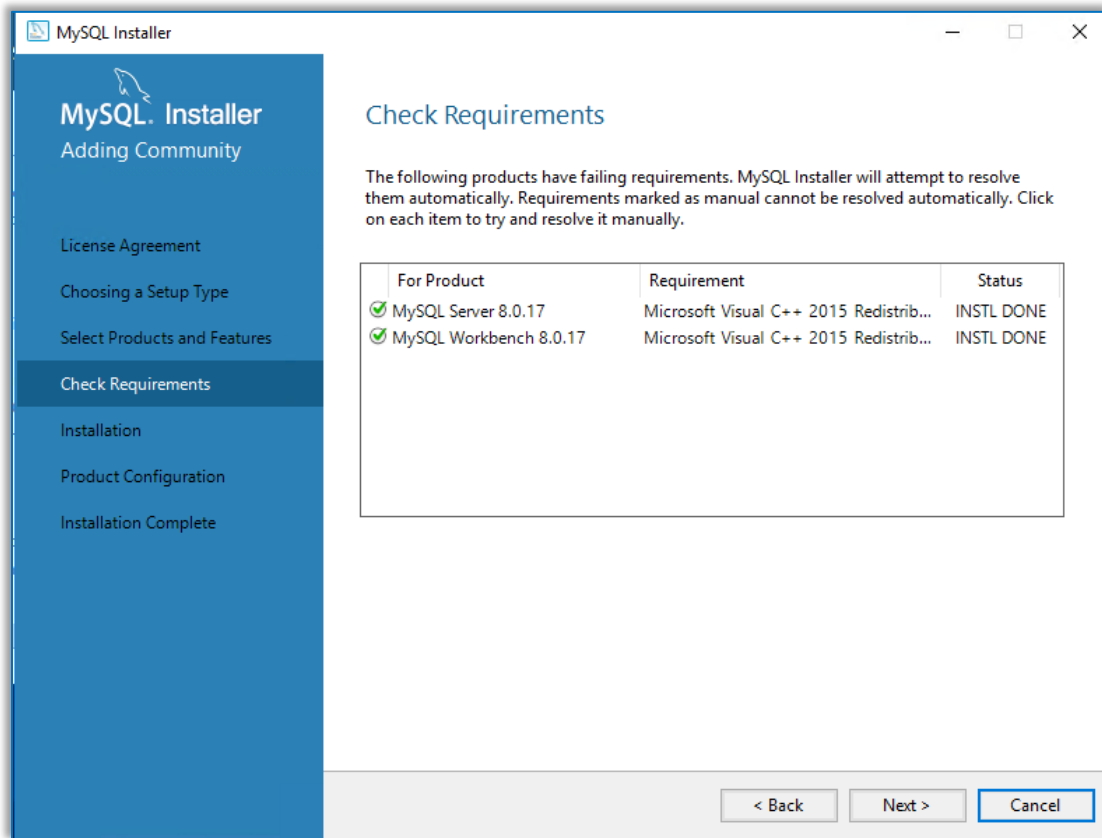 MySQL Installer
MySQL. Installer
Adding Community
License Agreement
Choosing a Setup Type
Select Products and Features
Check Requirements
Installation
Product Configuration
Installation Complete
Check Requirements
The following products have failing requirements. MySQL Installer will attempt to resolve
them automatically. Requirements marked as manual cannot be resolved automatically. Click
on each item to try and resolve it manually.
For Product Requirement Status
MySQL Server 8.0.17 Microsoft Visual C++ 2015 Redistrib... INSTL DONE
MySQL Workbench 8.0.17 Microsoft Visual C++ 2015 Redistrib... INSTL DONE
< Back Next > Cancel